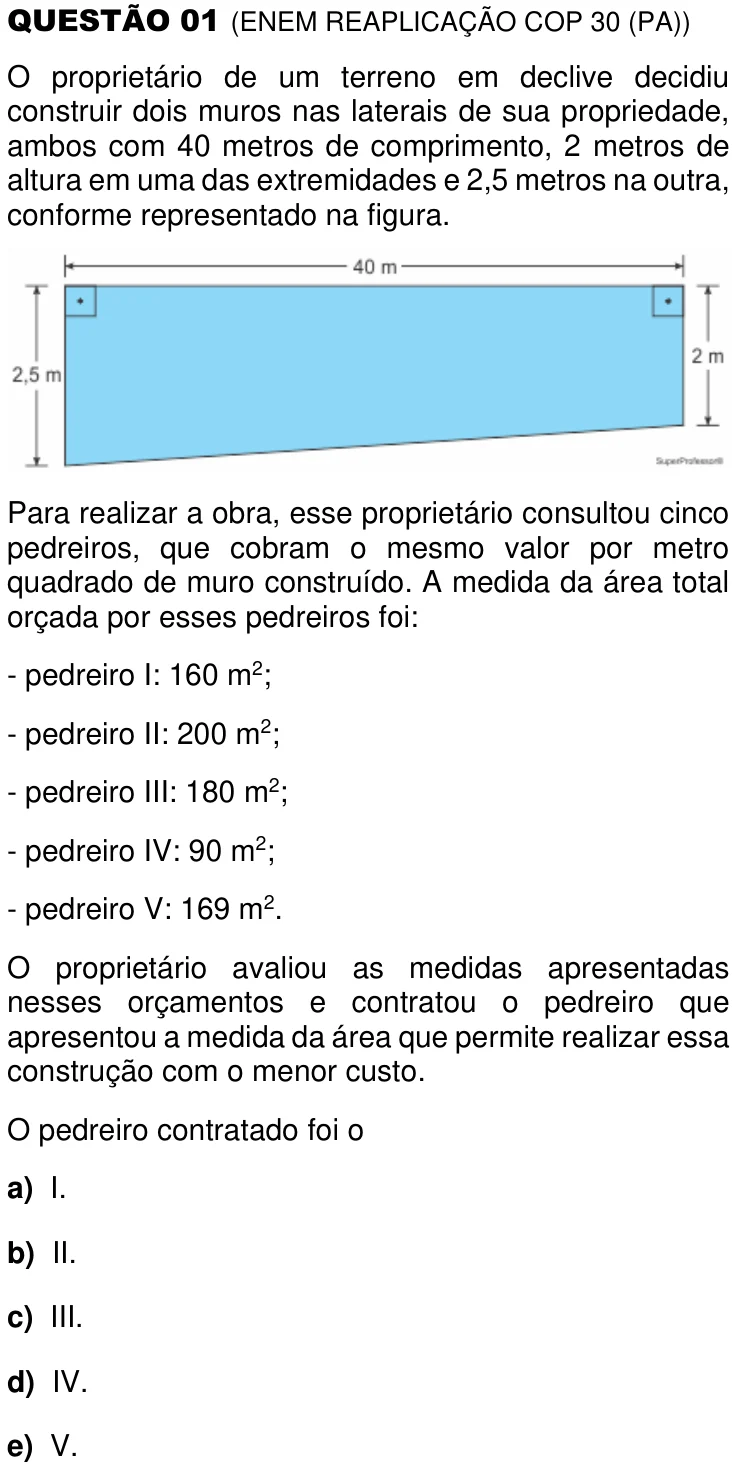 QUESTÃO 01 (ENEM REAPLICAÇÃO COP 30 (PA))
O proprietário de um terreno em declive decidiu
construir dois muros nas laterais de sua propriedade,
ambos com 40 metros de comprimento, 2 metros de
altura em uma das extremidades e 2,5 metros na outra,
conforme representado na figura.
40 m
2 m
2,5 m
SuperProfessor®
Para realizar a obra, esse proprietário consultou cinco
pedreiros, que cobram o mesmo valor por metro
quadrado de muro construído. A medida da área total
orçada por esses pedreiros foi:
- pedreiro I: 160 m²;
- pedreiro II: 200 m²;
- pedreiro III: 180 m²;
- pedreiro IV: 90 m²;
- pedreiro V: 169 m².
O proprietário avaliou as medidas apresentadas
nesses orçamentos e contratou o pedreiro que
apresentou a medida da área que permite realizar essa
construção com o menor custo.
O pedreiro contratado foi o
a) I.
b) II.
c) III.
d) IV.
e) V.